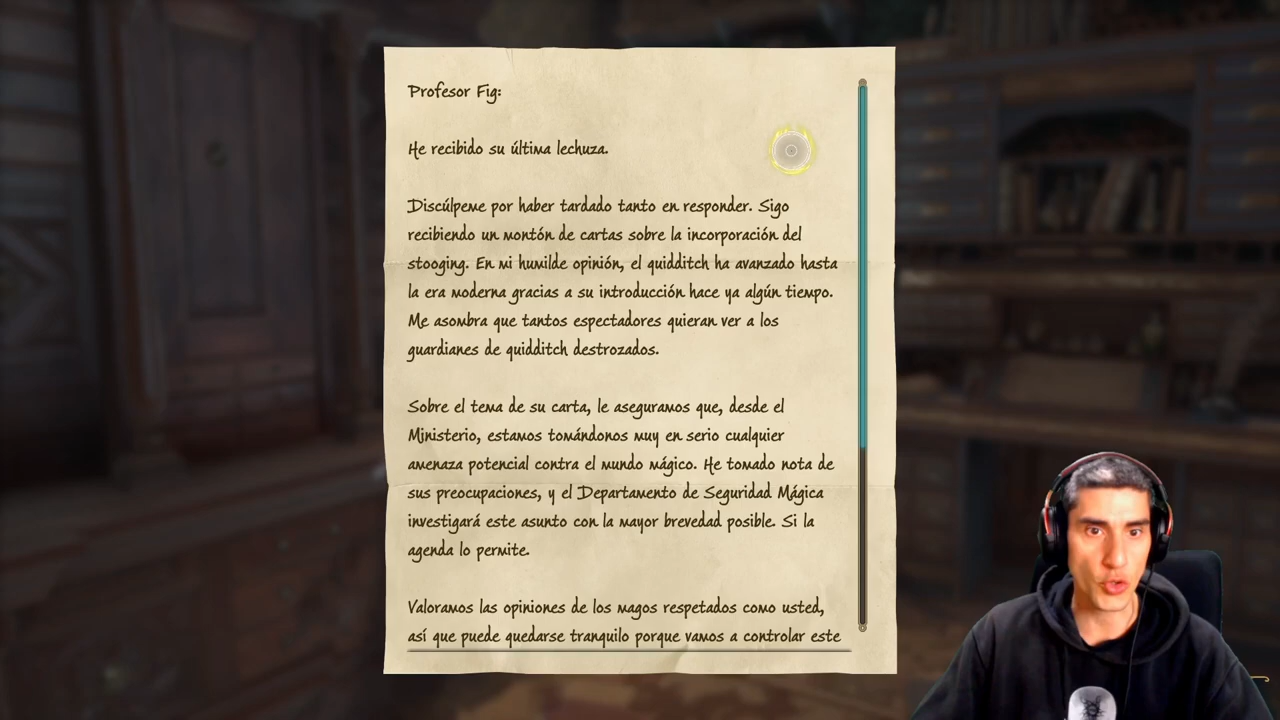 Profesor Fig:
He recibido su última lechuza.
Discúlpeme por haber tardado tanto en responder. Sigo
recibiendo un montón de cartas sobre la incorporación del
stooging. En mi humilde opinión, el quidditch ha avanzado hasta
la era moderna gracias a su introducción hace ya algún tiempo.
Me asombra que tantos espectadores quieran ver a los
guardianes de quidditch destrozados.
Sobre el tema de su carta, le aseguramos que, desde el
Ministerio, estamos tomándonos muy en serio cualquier
amenaza potencial contra el mundo mágico. He tomado nota de
sus preocupaciones, y el Departamento de Seguridad Mágica
investigará este asunto con la mayor brevedad posible. Si la
agenda lo permite.
Valoramos las opiniones de los magos respetados como usted,
así que puede quedarse tranquilo porque vamos a controlar este